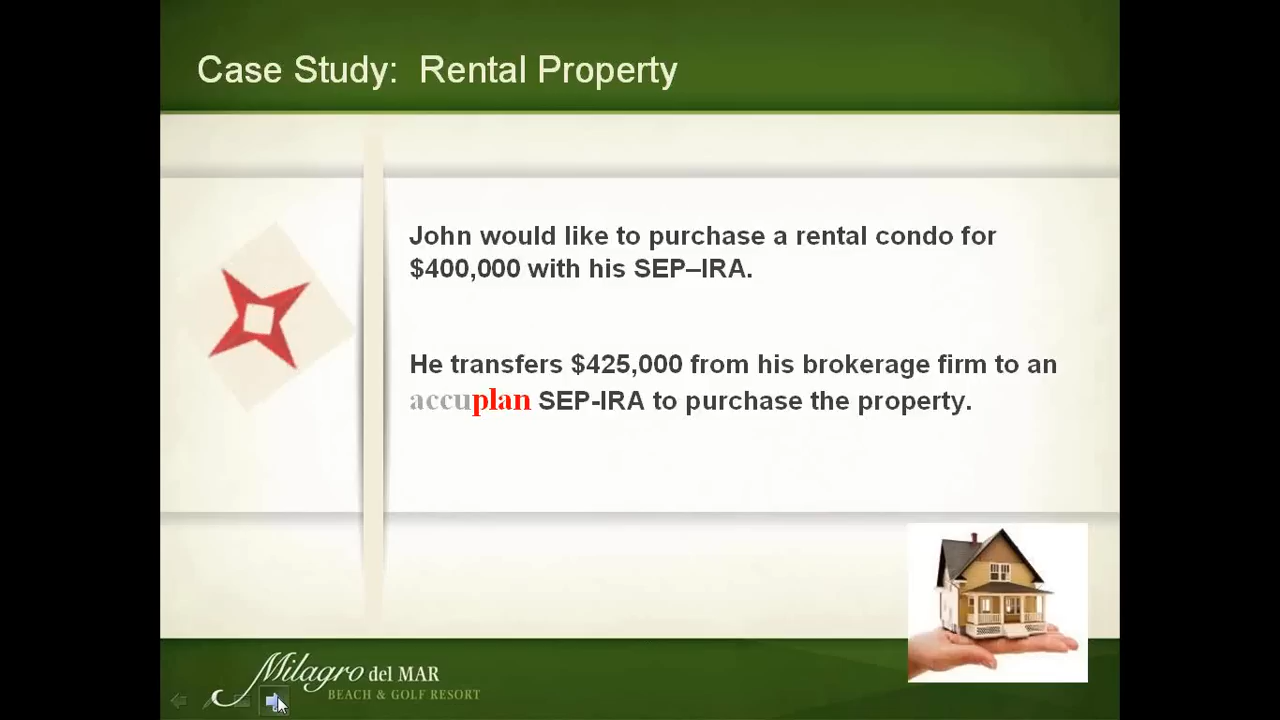 Case Study: Rental Property
John would like to purchase a rental condo for
$400,000 with his SEP–IRA.
He transfers $425,000 from his brokerage firm to an
accuplan SEP-IRA to purchase the property.
Milagro del MAR
BEACH & GOLF RESORT